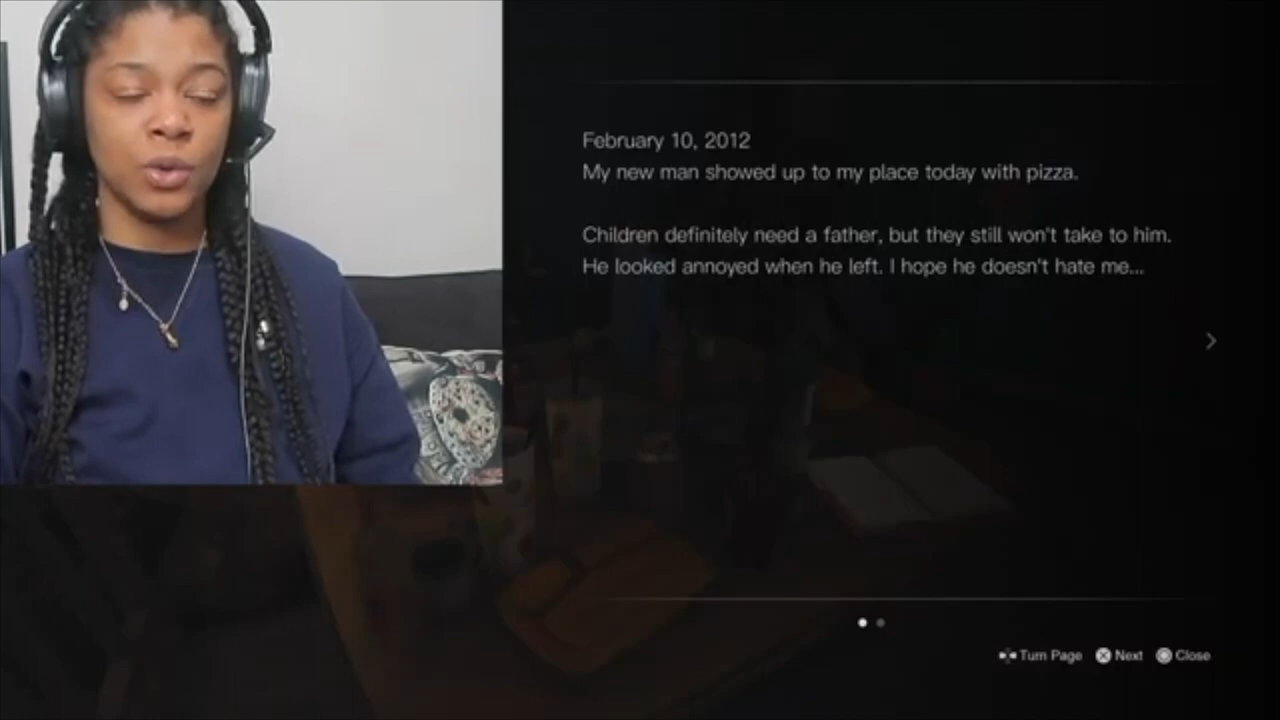 February 10, 2012
My new man showed up to my place today with pizza.
Children definitely need a father, but they still won't take to him.
He looked annoyed when he left. I hope he doesn't hate me...
Turn Page Next Close